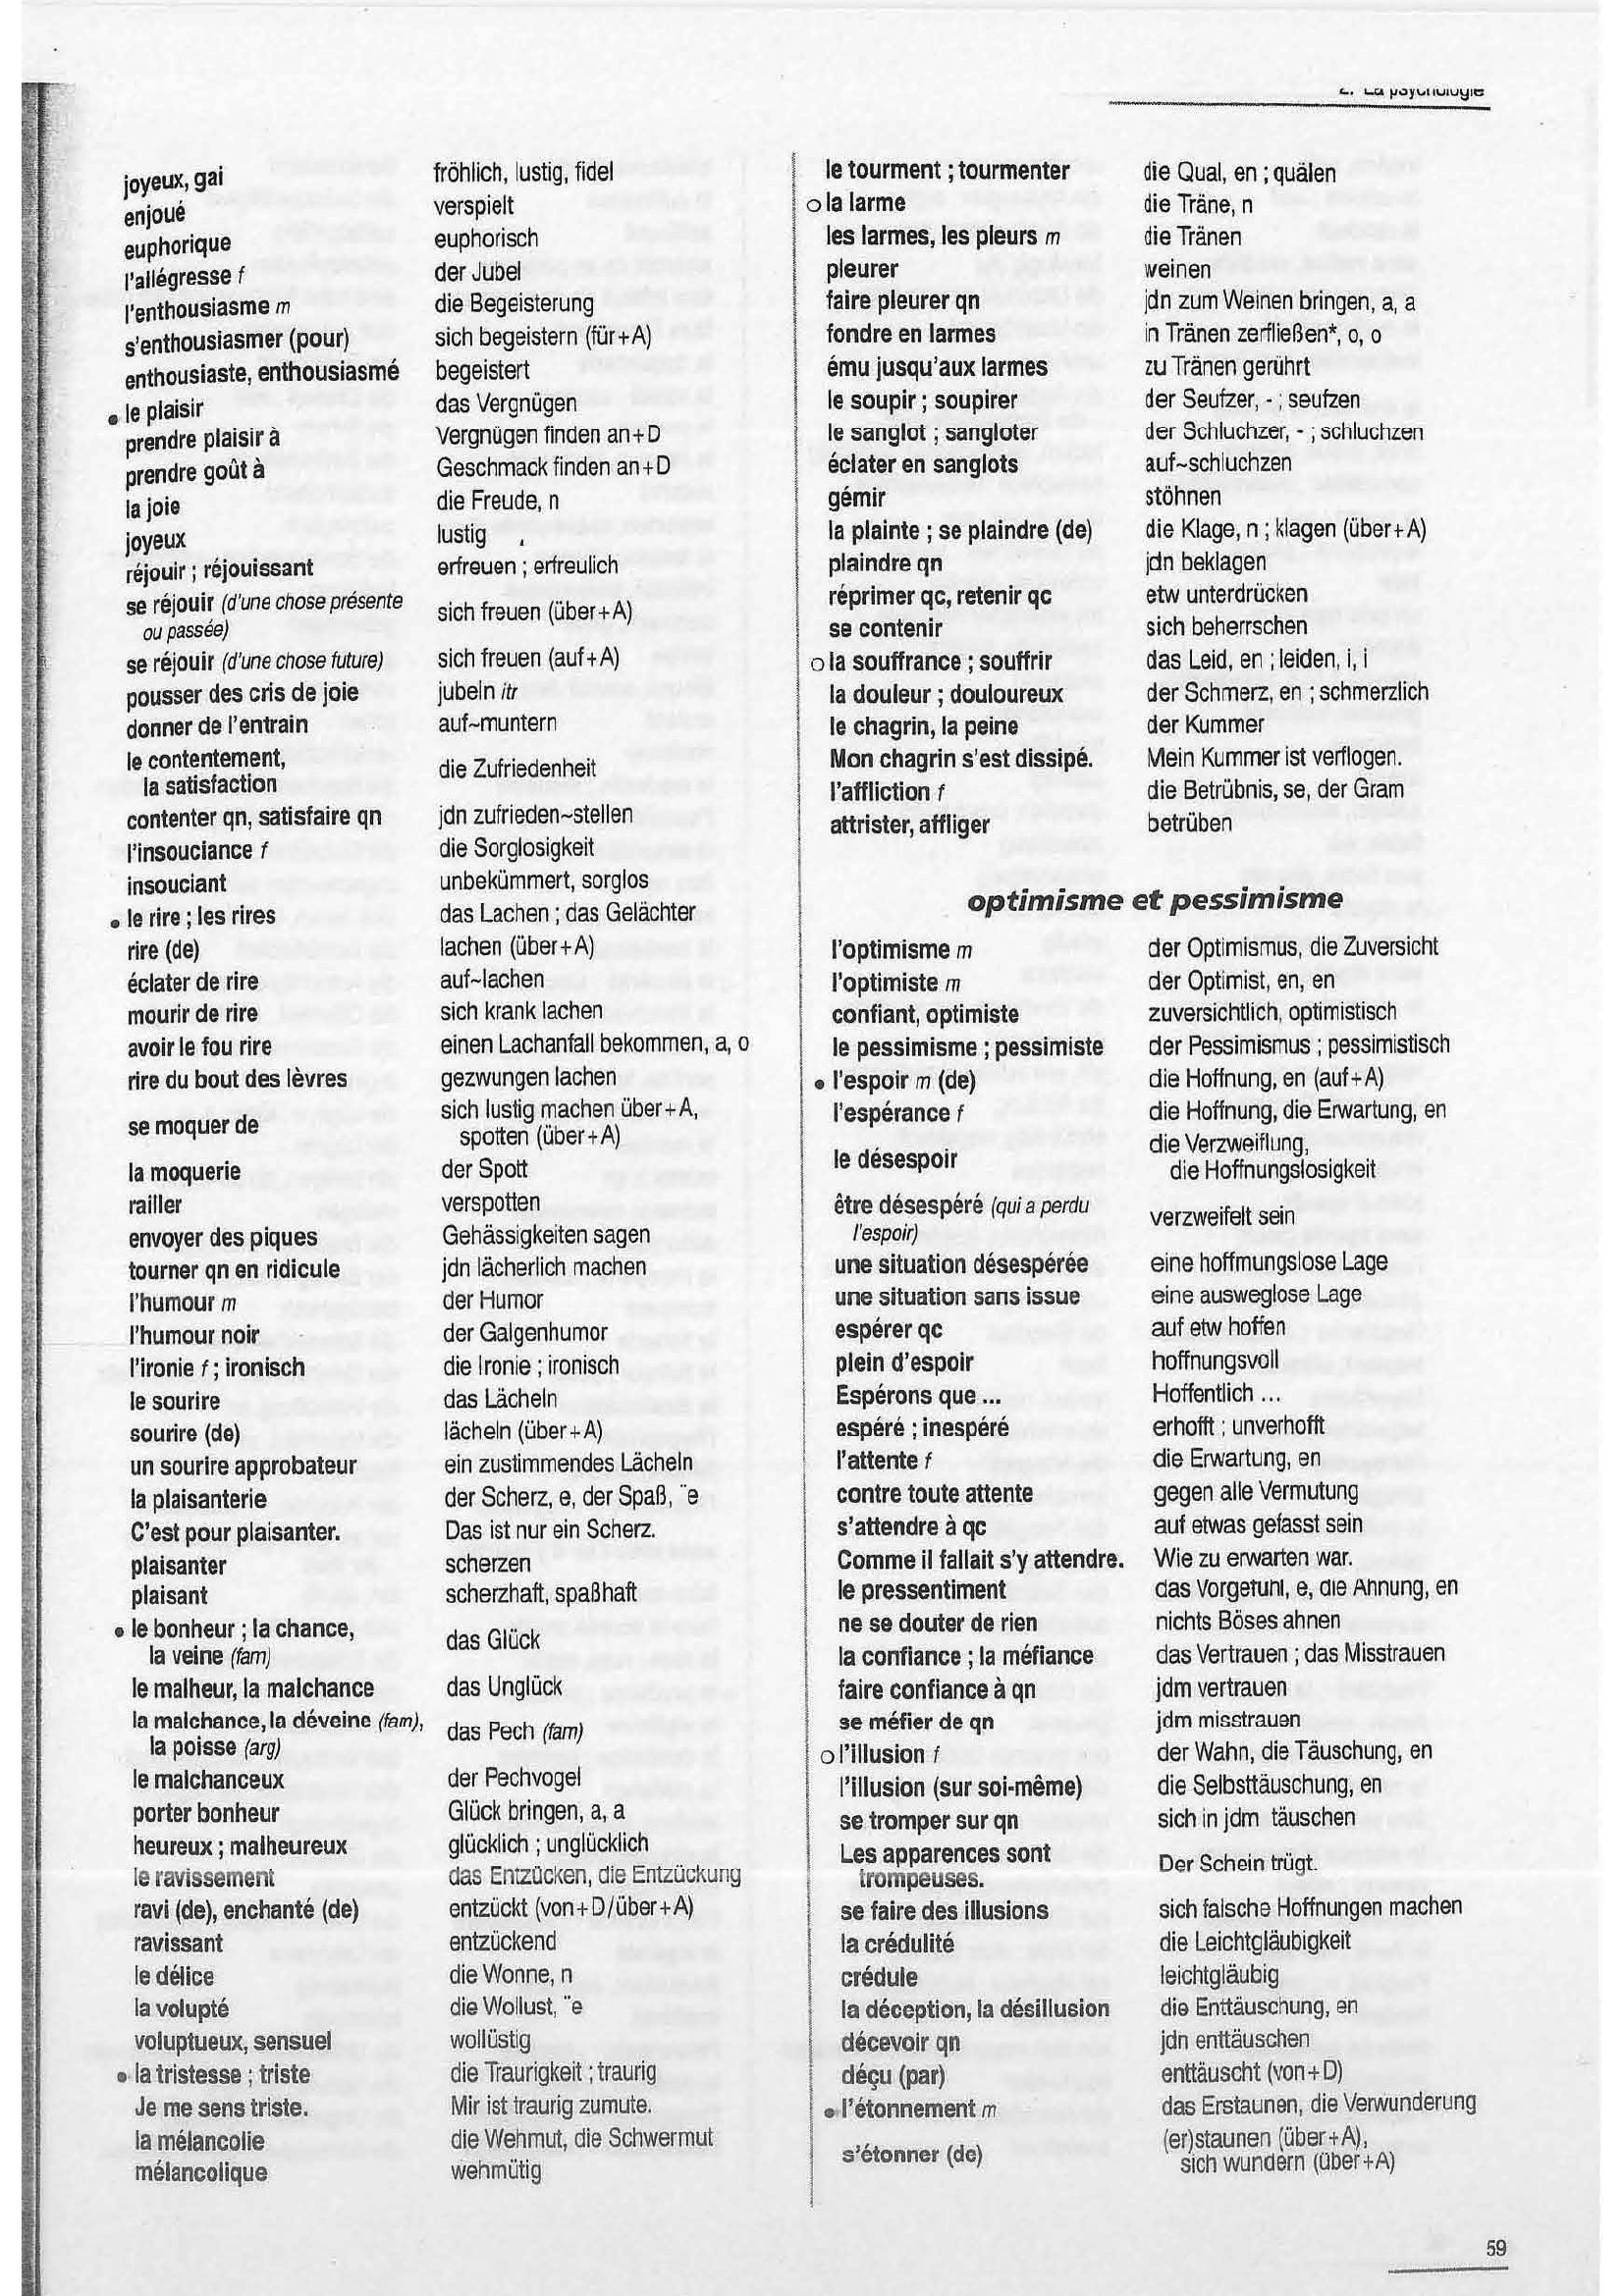 2. La psychologie
joyeux, gai fröhlich, lustig, fidel
enjoué verspielt
euphorique euphorisch
l'allégresse f der Jubel
l'enthousiasme m die Begeisterung
s'enthousiasmer (pour) sich begeistern (für+A)
enthousiaste, enthousiasmé begeistert
• le plaisir das Vergnügen
prendre plaisir à Vergnügen finden an+D
prendre goût à Geschmack finden an+D
la joie die Freude, n
joyeux lustig
réjouir ; réjouissant erfreuen ; erfreulich
se réjouir (d'une chose présente
ou passée) sich freuen (über+A)
se réjouir (d'une chose future) sich freuen (auf+A)
pousser des cris de joie jubeln itr
donner de l'entrain auf~muntern
le contentement,
la satisfaction die Zufriedenheit
contenter qn, satisfaire qn jdn zufrieden~stellen
l'insouciance f die Sorglosigkeit
insouciant unbekümmert, sorglos
• le rire ; les rires das Lachen ; das Gelächter
rire (de) lachen (über+A)
éclater de rire auf~lachen
mourir de rire sich krank lachen
avoir le fou rire einen Lachanfall bekommen, a, o
rire du bout des lèvres gezwungen lachen
se moquer de sich lustig machen über+A,
spotten (über+A)
la moquerie der Spott
railler verspotten
envoyer des piques Gehässigkeiten sagen
tourner qn en ridicule jdn lächerlich machen
l'humour m der Humor
l'humour noir der Galgenhumor
l'ironie f ; ironisch die Ironie ; ironisch
le sourire das Lächeln
sourire (de) lächeln (über+A)
un sourire approbateur ein zustimmendes Lächeln
la plaisanterie der Scherz, e, der Spaß, ¨e
C'est pour plaisanter. Das ist nur ein Scherz.
plaisanter scherzen
plaisant scherzhaft, spaßhaft
• le bonheur ; la chance,
la veine (fam) das Glück
le malheur, la malchance das Unglück
la malchance, la déveine (fam),
la poisse (arg) das Pech (fam)
le malchanceux der Pechvogel
porter bonheur Glück bringen, a, a
heureux ; malheureux glücklich ; unglücklich
le ravissement das Entzücken, die Entzückung
ravi (de), enchanté (de) entzückt (von+D/über+A)
ravissant entzückend
le délice die Wonne, n
la volupté die Wollust, ¨e
voluptueux, sensuel wollüstig
• la tristesse ; triste die Traurigkeit ; traurig
Je me sens triste. Mir ist traurig zumute.
la mélancolie die Wehmut, die Schwermut
mélancolique wehmütig
le tourment ; tourmenter die Qual, en ; quälen
o la larme die Träne, n
les larmes, les pleurs m die Tränen
pleurer weinen
faire pleurer qn jdn zum Weinen bringen, a, a
fondre en larmes in Tränen zerfließen*, o, o
ému jusqu'aux larmes zu Tränen gerührt
le soupir ; soupirer der Seufzer, - ; seufzen
le sanglot ; sangloter der Schluchzer, - ; schluchzen
éclater en sanglots auf~schluchzen
gémir stöhnen
la plainte ; se plaindre (de) die Klage, n ; klagen (über+A)
plaindre qn jdn beklagen
réprimer qc, retenir qc etw unterdrücken
se contenir sich beherrschen
o la souffrance ; souffrir das Leid, en ; leiden, i, i
la douleur ; douloureux der Schmerz, en ; schmerzlich
le chagrin, la peine der Kummer
Mon chagrin s'est dissipé. Mein Kummer ist verflogen.
l'affliction f die Betrübnis, se, der Gram
attrister, affliger betrüben
optimisme et pessimisme
l'optimisme m der Optimismus, die Zuversicht
l'optimiste m der Optimist, en, en
confiant, optimiste zuversichtlich, optimistisch
le pessimisme ; pessimiste der Pessimismus ; pessimistisch
• l'espoir m (de) die Hoffnung, en (auf+A)
l'espérance f die Hoffnung, die Erwartung, en
le désespoir die Verzweiflung,
die Hoffnungslosigkeit
être désespéré (qui a perdu
l'espoir) verzweifelt sein
une situation désespérée eine hoffmungslose Lage
une situation sans issue eine ausweglose Lage
espérer qc auf etw hoffen
plein d'espoir hoffnungsvoll
Espérons que ... Hoffentlich ...
espéré ; inespéré erhofft ; unverhofft
l'attente f die Erwartung, en
contre toute attente gegen alle Vermutung
s'attendre à qc auf etwas gefasst sein
Comme il fallait s'y attendre. Wie zu erwarten war.
le pressentiment das Vorgefühl, e, die Ahnung, en
ne se douter de rien nichts Böses ahnen
la confiance ; la méfiance das Vertrauen ; das Misstrauen
faire confiance à qn jdm vertrauen
se méfier de qn jdm misstrauen
o l'illusion f der Wahn, die Täuschung, en
l'illusion (sur soi-même) die Selbsttäuschung, en
se tromper sur qn sich in jdm täuschen
Les apparences sont
trompeuses. Der Schein trügt.
se faire des illusions sich falsche Hoffnungen machen
la crédulité die Leichtgläubigkeit
crédule leichtgläubig
la déception, la désillusion die Enttäuschung, en
décevoir qn jdn enttäuschen
déçu (par) enttäuscht (von+D)
• l'étonnement m das Erstaunen, die Verwunderung
s'étonner (de) (er)staunen (über+A),
sich wundern (über+A)
59